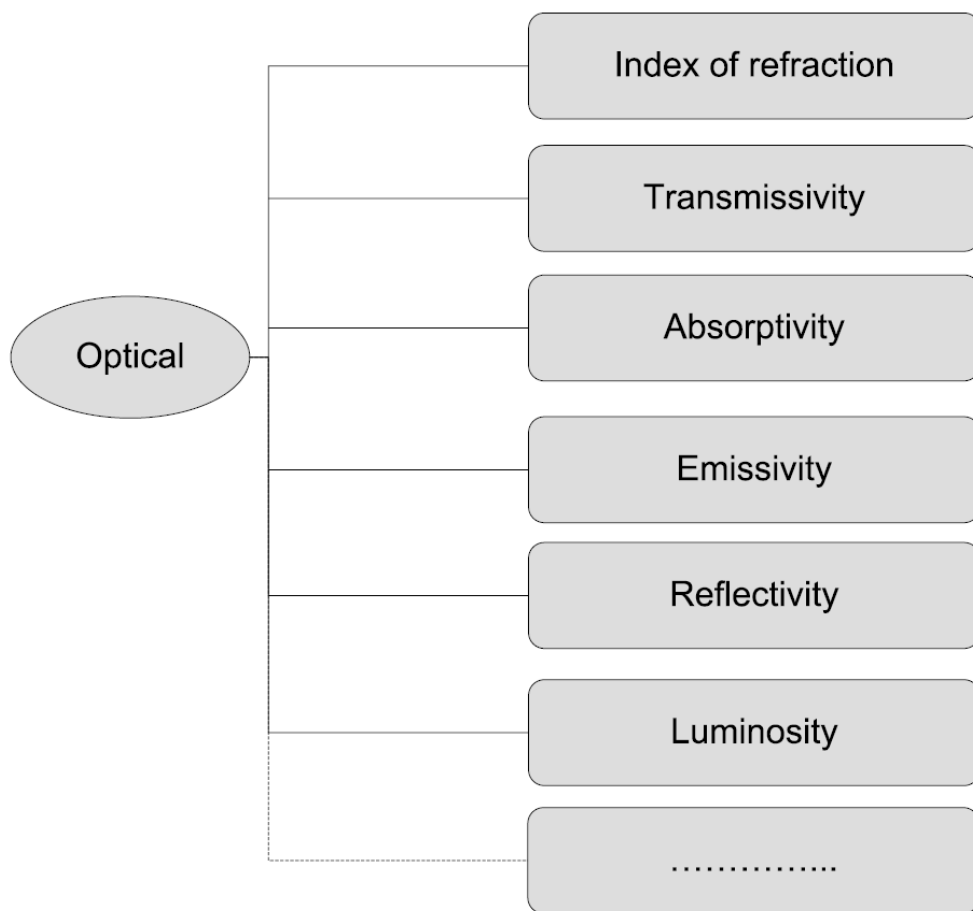 Index of refraction
Transmissivity
Absorptivity
Optical
Emissivity
Reflectivity
Luminosity
……………...